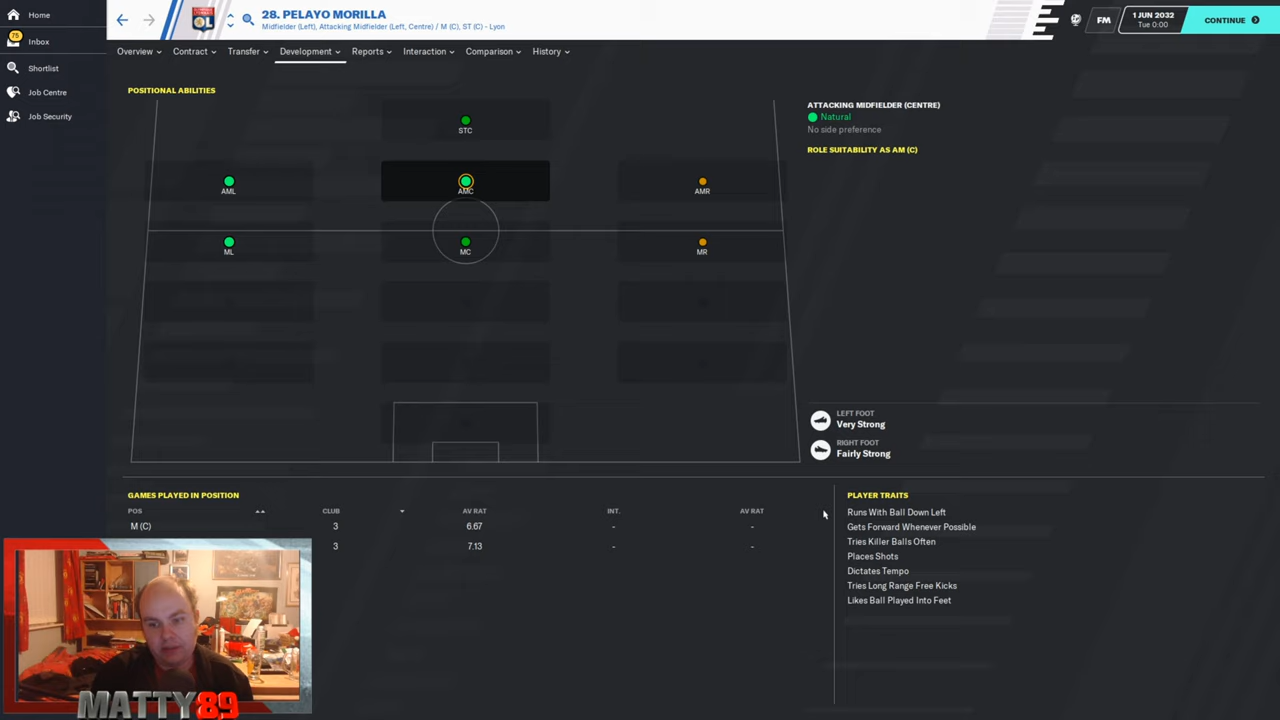 28. PELAYO MORILLA
Midfielder (Left), Attacking Midfielder (Left, Centre) / M (C), ST (C) - Lyon
FM
1 JUN 2032
Tue 0:00
CONTINUE
Home
75
Inbox
Shortlist
Job Centre
Job Security
Overview Contract Transfer Development Reports Interaction Comparison History
POSITIONAL ABILITIES
STC
AML AMC AMR
ML MC MR
ATTACKING MIDFIELDER (CENTRE)
Natural
No side preference
ROLE SUITABILITY AS AM (C)
LEFT FOOT
Very Strong
RIGHT FOOT
Fairly Strong
GAMES PLAYED IN POSITION
POS CLUB AV RAT INT. AV RAT
M (C) 3 6.67 - -
3 7.13 - -
PLAYER TRAITS
Runs With Ball Down Left
Gets Forward Whenever Possible
Tries Killer Balls Often
Places Shots
Dictates Tempo
Tries Long Range Free Kicks
Likes Ball Played Into Feet
MATTY89